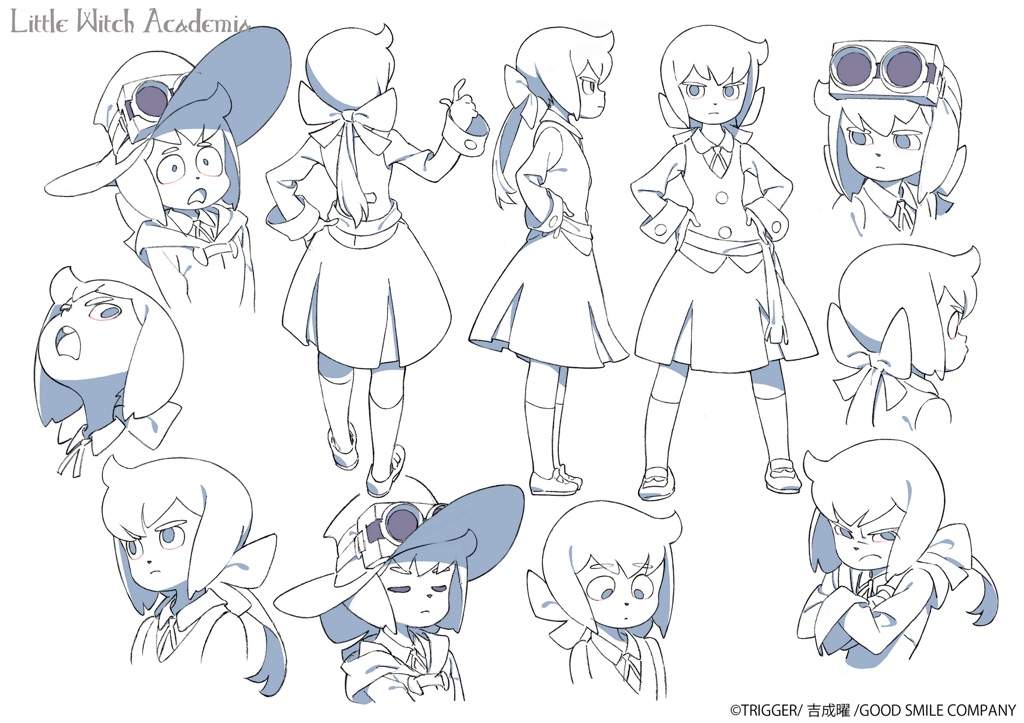 Little Witch Academia
©TRIGGER/ 吉成曜 /GOOD SMILE COMPANY